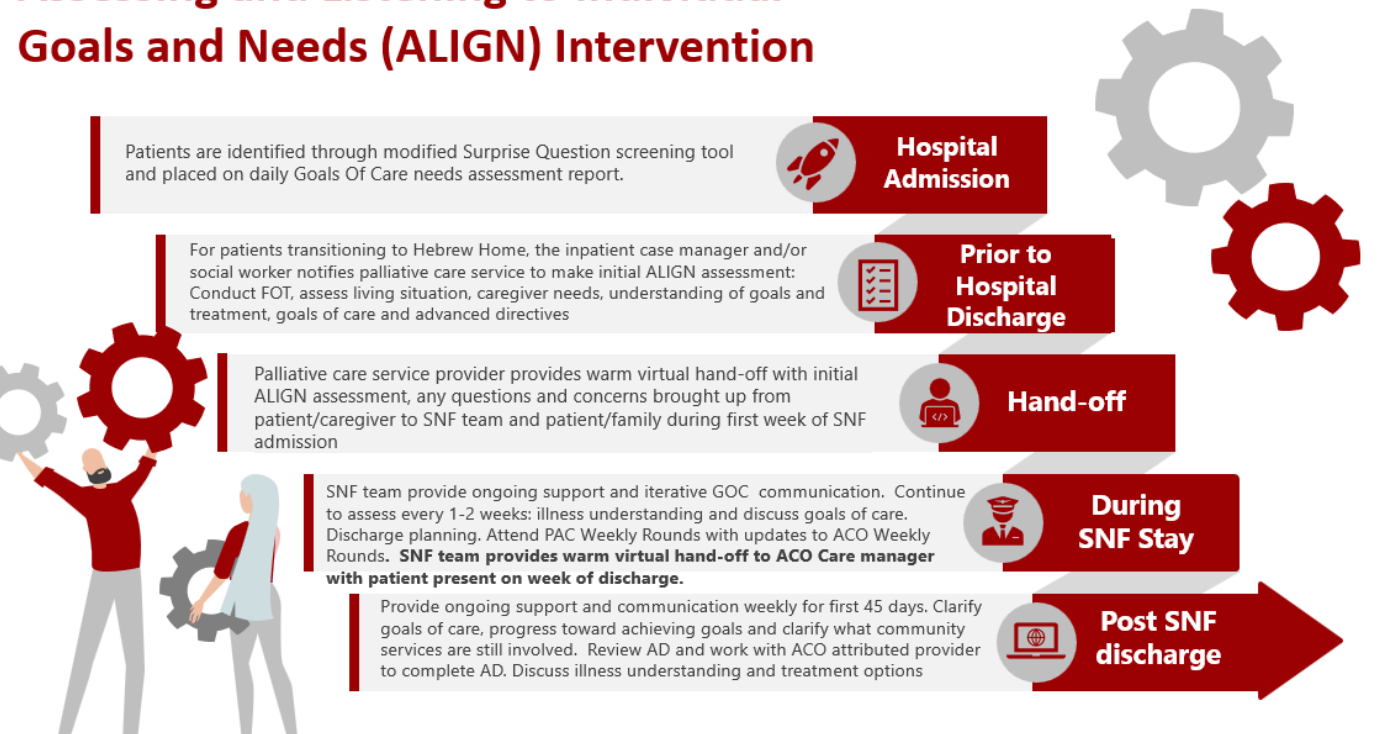 Assessing and Listening to Individual
Goals and Needs (ALIGN) Intervention
Patients are identified through modified Surprise Question screening tool
and placed on daily Goals Of Care needs assessment report.
Hospital
Admission
For patients transitioning to Hebrew Home, the inpatient case manager and/or
social worker notifies palliative care service to make initial ALIGN assessment:
Conduct FOT, assess living situation, caregiver needs, understanding of goals and
treatment, goals of care and advanced directives
Prior to
Hospital
Discharge
Palliative care service provider provides warm virtual hand-off with initial
ALIGN assessment, any questions and concerns brought up from
patient/caregiver to SNF team and patient/family during first week of SNF
admission
Hand-off
SNF team provide ongoing support and iterative GOC communication. Continue
to assess every 1-2 weeks: illness understanding and discuss goals of care.
Discharge planning. Attend PAC Weekly Rounds with updates to ACO Weekly
Rounds. SNF team provides warm virtual hand-off to ACO Care manager
with patient present on week of discharge.
During
SNF Stay
Provide ongoing support and communication weekly for first 45 days. Clarify
goals of care, progress toward achieving goals and clarify what community
services are still involved. Review AD and work with ACO attributed provider
to complete AD. Discuss illness understanding and treatment options
Post SNF
discharge